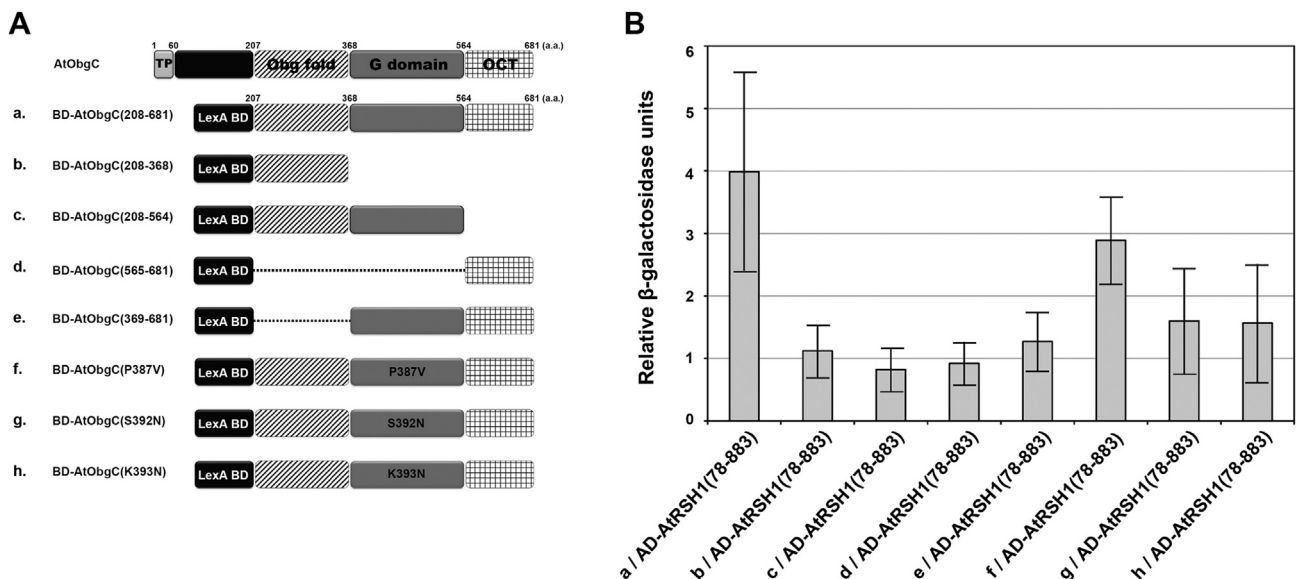 A
1 60 207 368 564 681 (a.a.)
AtObgC TP Obg fold G domain OCT
207 368 564 681 (a.a.)
a. BD-AtObgC(208-681) LexA BD
b. BD-AtObgC(208-368) LexA BD
c. BD-AtObgC(208-564) LexA BD
d. BD-AtObgC(565-681) LexA BD
e. BD-AtObgC(369-681) LexA BD
f. BD-AtObgC(P387V) LexA BD P387V
g. BD-AtObgC(S392N) LexA BD S392N
h. BD-AtObgC(K393N) LexA BD K393N
B
Relative β-galactosidase units
6
5
4
3
2
1
0
a / AD-AtRSH1(78-883)
b / AD-AtRSH1(78-883)
c / AD-AtRSH1(78-883)
d / AD-AtRSH1(78-883)
e / AD-AtRSH1(78-883)
f / AD-AtRSH1(78-883)
g / AD-AtRSH1(78-883)
h / AD-AtRSH1(78-883)